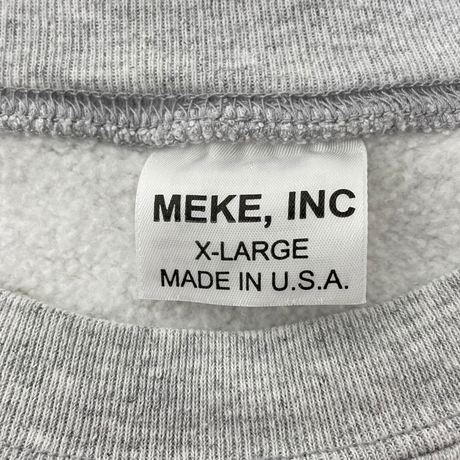 MEKE, INC
X-LARGE
MADE IN U.S.A.